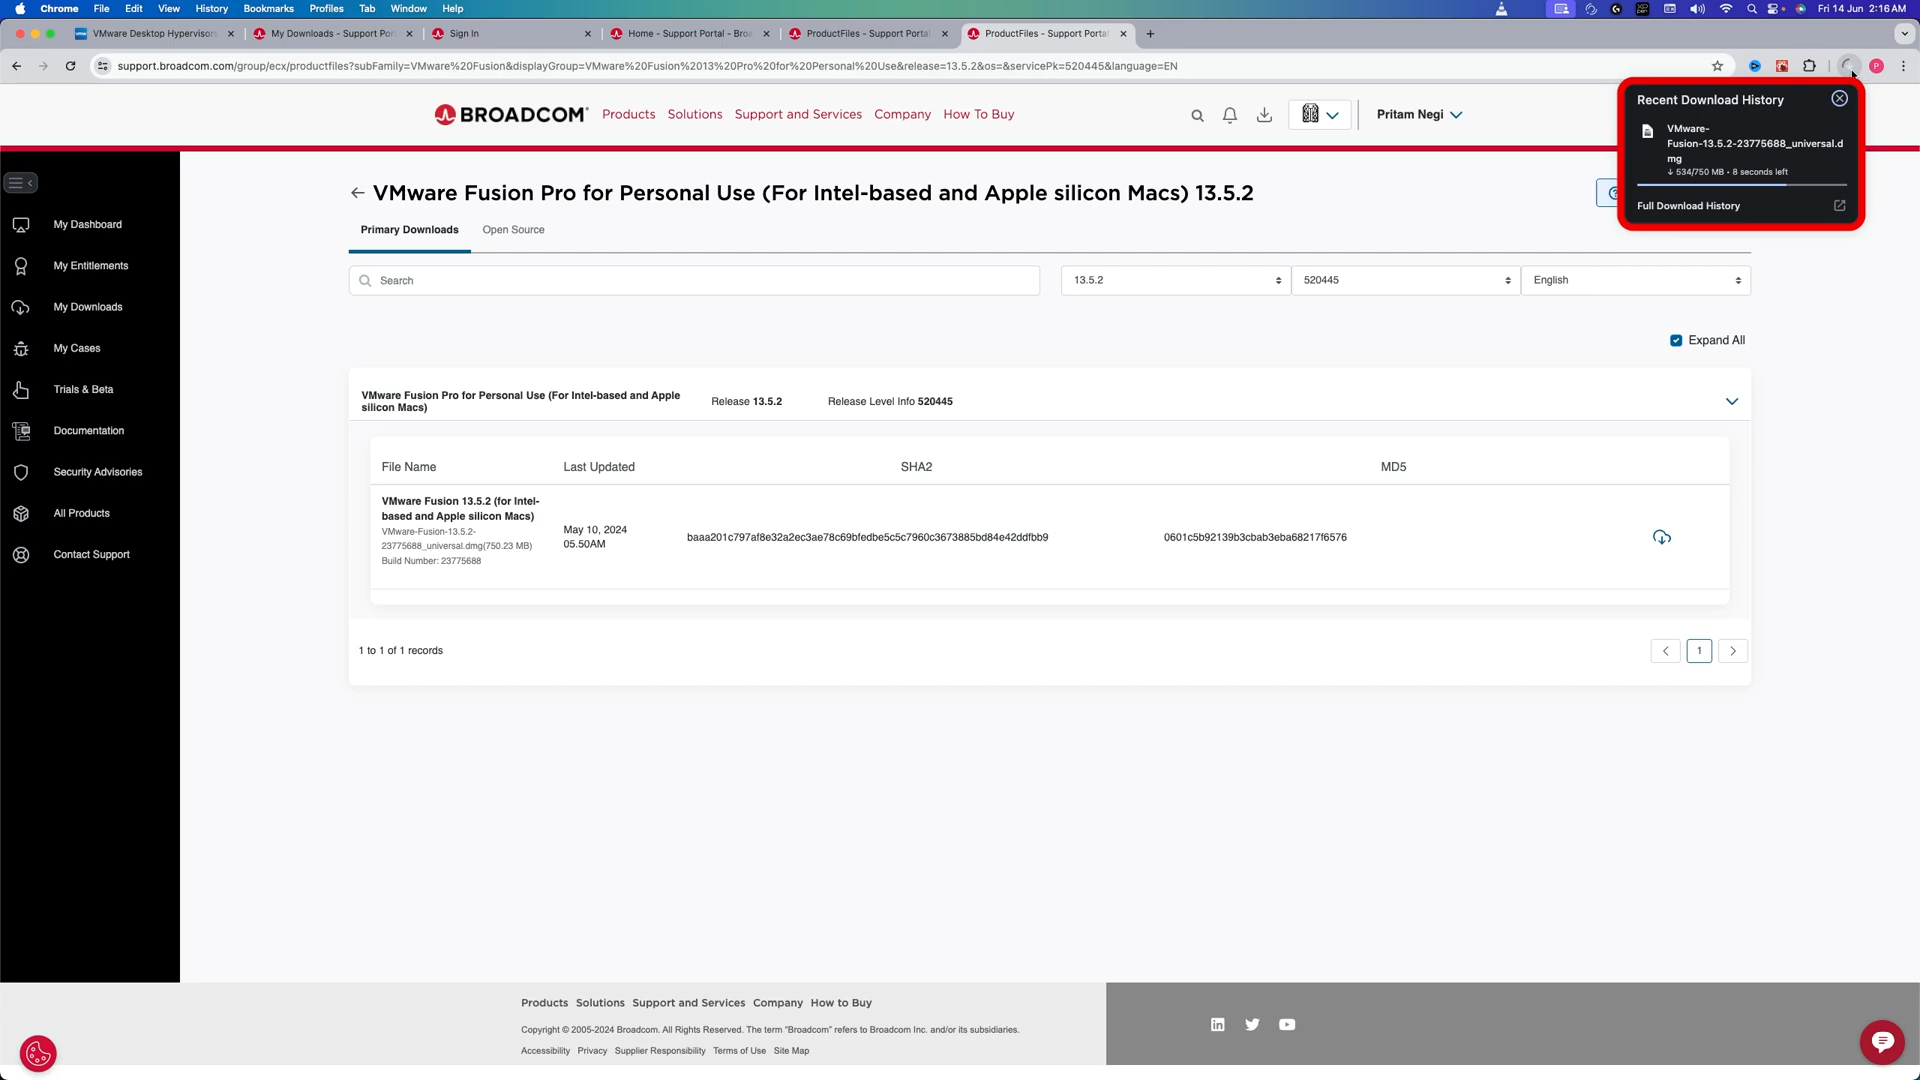 Chrome File Edit View History Bookmarks Profiles Tab Window Help
Fri 14 Jun 2:16 AM
VMware Desktop Hypervisors
My Downloads - Support Por
Sign In
Home - Support Portal - Broa
ProductFiles - Support Portal
ProductFiles - Support Portal
support.broadcom.com/group/ecx/productfiles?subFamily=VMware%20Fusion&displayGroup=VMware%20Fusion%2013%20Pro%20for%20Personal%20Use&release=13.5.2&os=&servicePk=520445&language=EN
P
Recent Download History
VMware-
Fusion-13.5.2-23775688_universal.d
mg
↓ 534/750 MB • 8 seconds left
Full Download History
BROADCOM®
Products Solutions Support and Services Company How To Buy
Pritam Negi
My Dashboard
My Entitlements
My Downloads
My Cases
Trials & Beta
Documentation
Security Advisories
All Products
Contact Support
VMware Fusion Pro for Personal Use (For Intel-based and Apple silicon Macs) 13.5.2
Primary Downloads Open Source
Search
13.5.2
520445
English
Expand All
VMware Fusion Pro for Personal Use (For Intel-based and Apple
silicon Macs)
Release 13.5.2
Release Level Info 520445
File Name Last Updated SHA2 MD5
VMware Fusion 13.5.2 (for Intel-
based and Apple silicon Macs)
VMware-Fusion-13.5.2-
23775688_universal.dmg(750.23 MB)
Build Number: 23775688
May 10, 2024
05.50AM
baaa201c797af8e32a2ec3ae78c69bfedbe5c5c7960c3673885bd84e42ddfbb9
0601c5b92139b3cbab3eba68217f6576
1 to 1 of 1 records
1
Products Solutions Support and Services Company How to Buy
Copyright © 2005-2024 Broadcom. All Rights Reserved. The term “Broadcom” refers to Broadcom Inc. and/or its subsidiaries.
Accessibility Privacy Supplier Responsibility Terms of Use Site Map